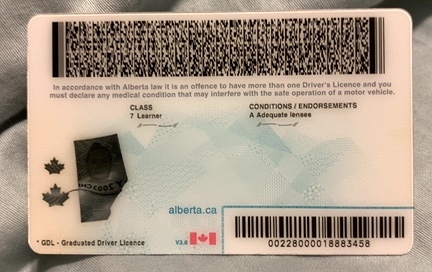 In accordance with Alberta law it is an offence to have more than one Driver's Licence and you
must declare any medical condition that may interfere with the safe operation of a motor vehicle.
CLASS
7 Learner
CONDITIONS / ENDORSEMENTS
A Adequate lenses
alberta.ca
* GDL - Graduated Driver Licence
V3.0
00228000018883458